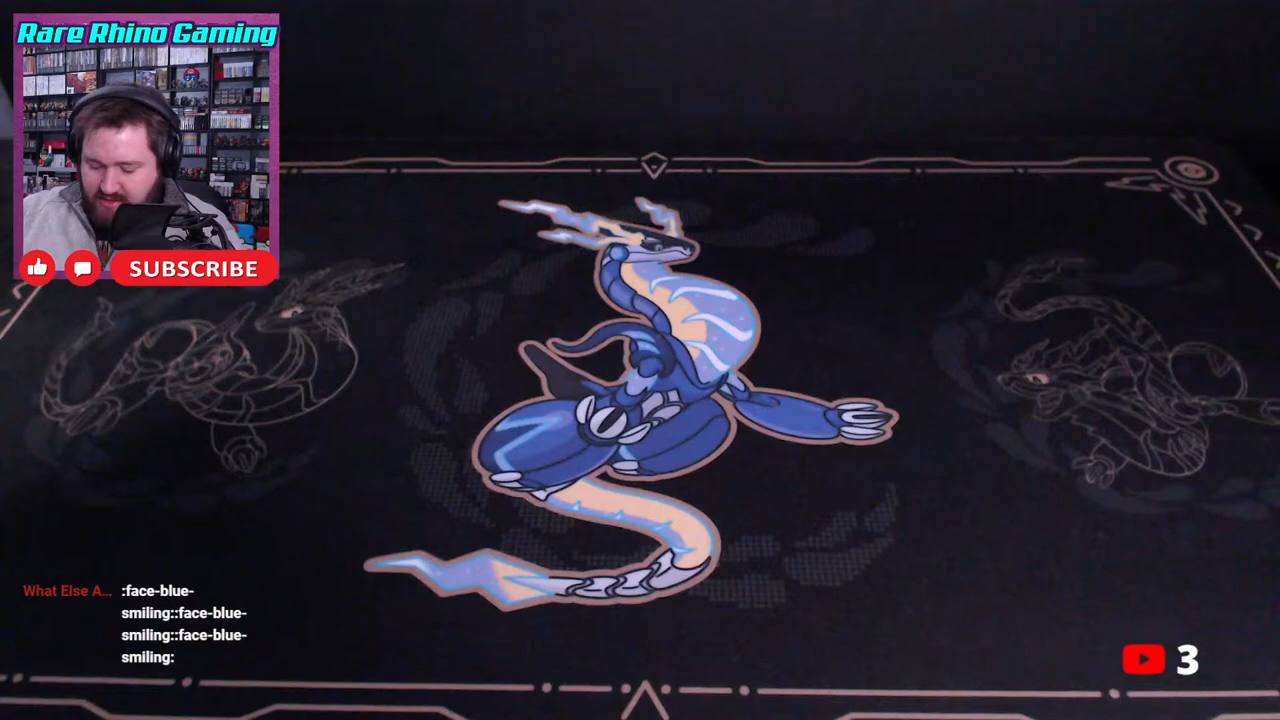 Rare Rhino Gaming
SUBSCRIBE
What Else A... :face-blue-
smiling::face-blue-
smiling::face-blue-
smiling:
3